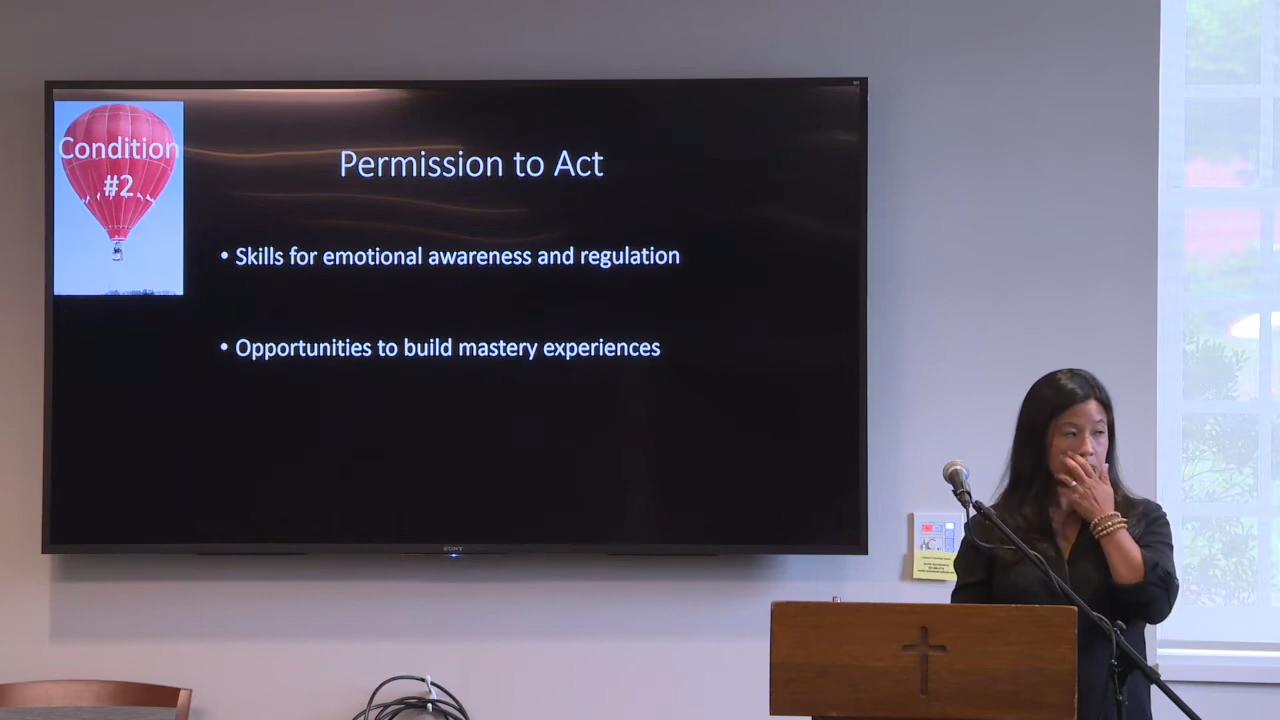 Condition
#2
Permission to Act
• Skills for emotional awareness and regulation
• Opportunities to build mastery experiences
SONY